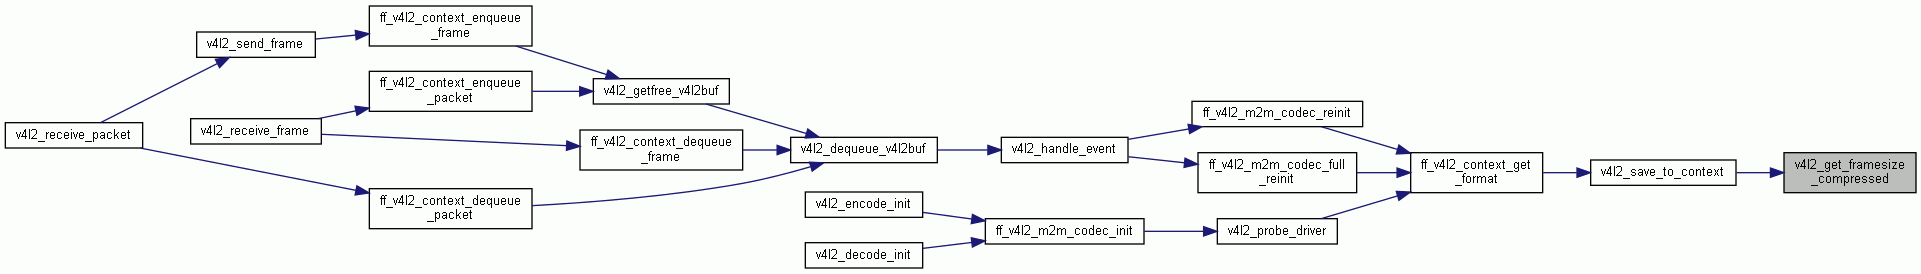 v4l2_receive_packet
v4l2_send_frame
v4l2_receive_frame
ff_v4l2_context_enqueue
_frame
ff_v4l2_context_enqueue
_packet
ff_v4l2_context_dequeue
_packet
v4l2_getfree_v4l2buf
ff_v4l2_context_dequeue
_frame
v4l2_dequeue_v4l2buf
v4l2_encode_init
v4l2_decode_init
v4l2_handle_event
ff_v4l2_m2m_codec_init
ff_v4l2_m2m_codec_reinit
ff_v4l2_m2m_codec_full
_reinit
v4l2_probe_driver
ff_v4l2_context_get
_format
v4l2_save_to_context
v4l2_get_framesize
_compressed